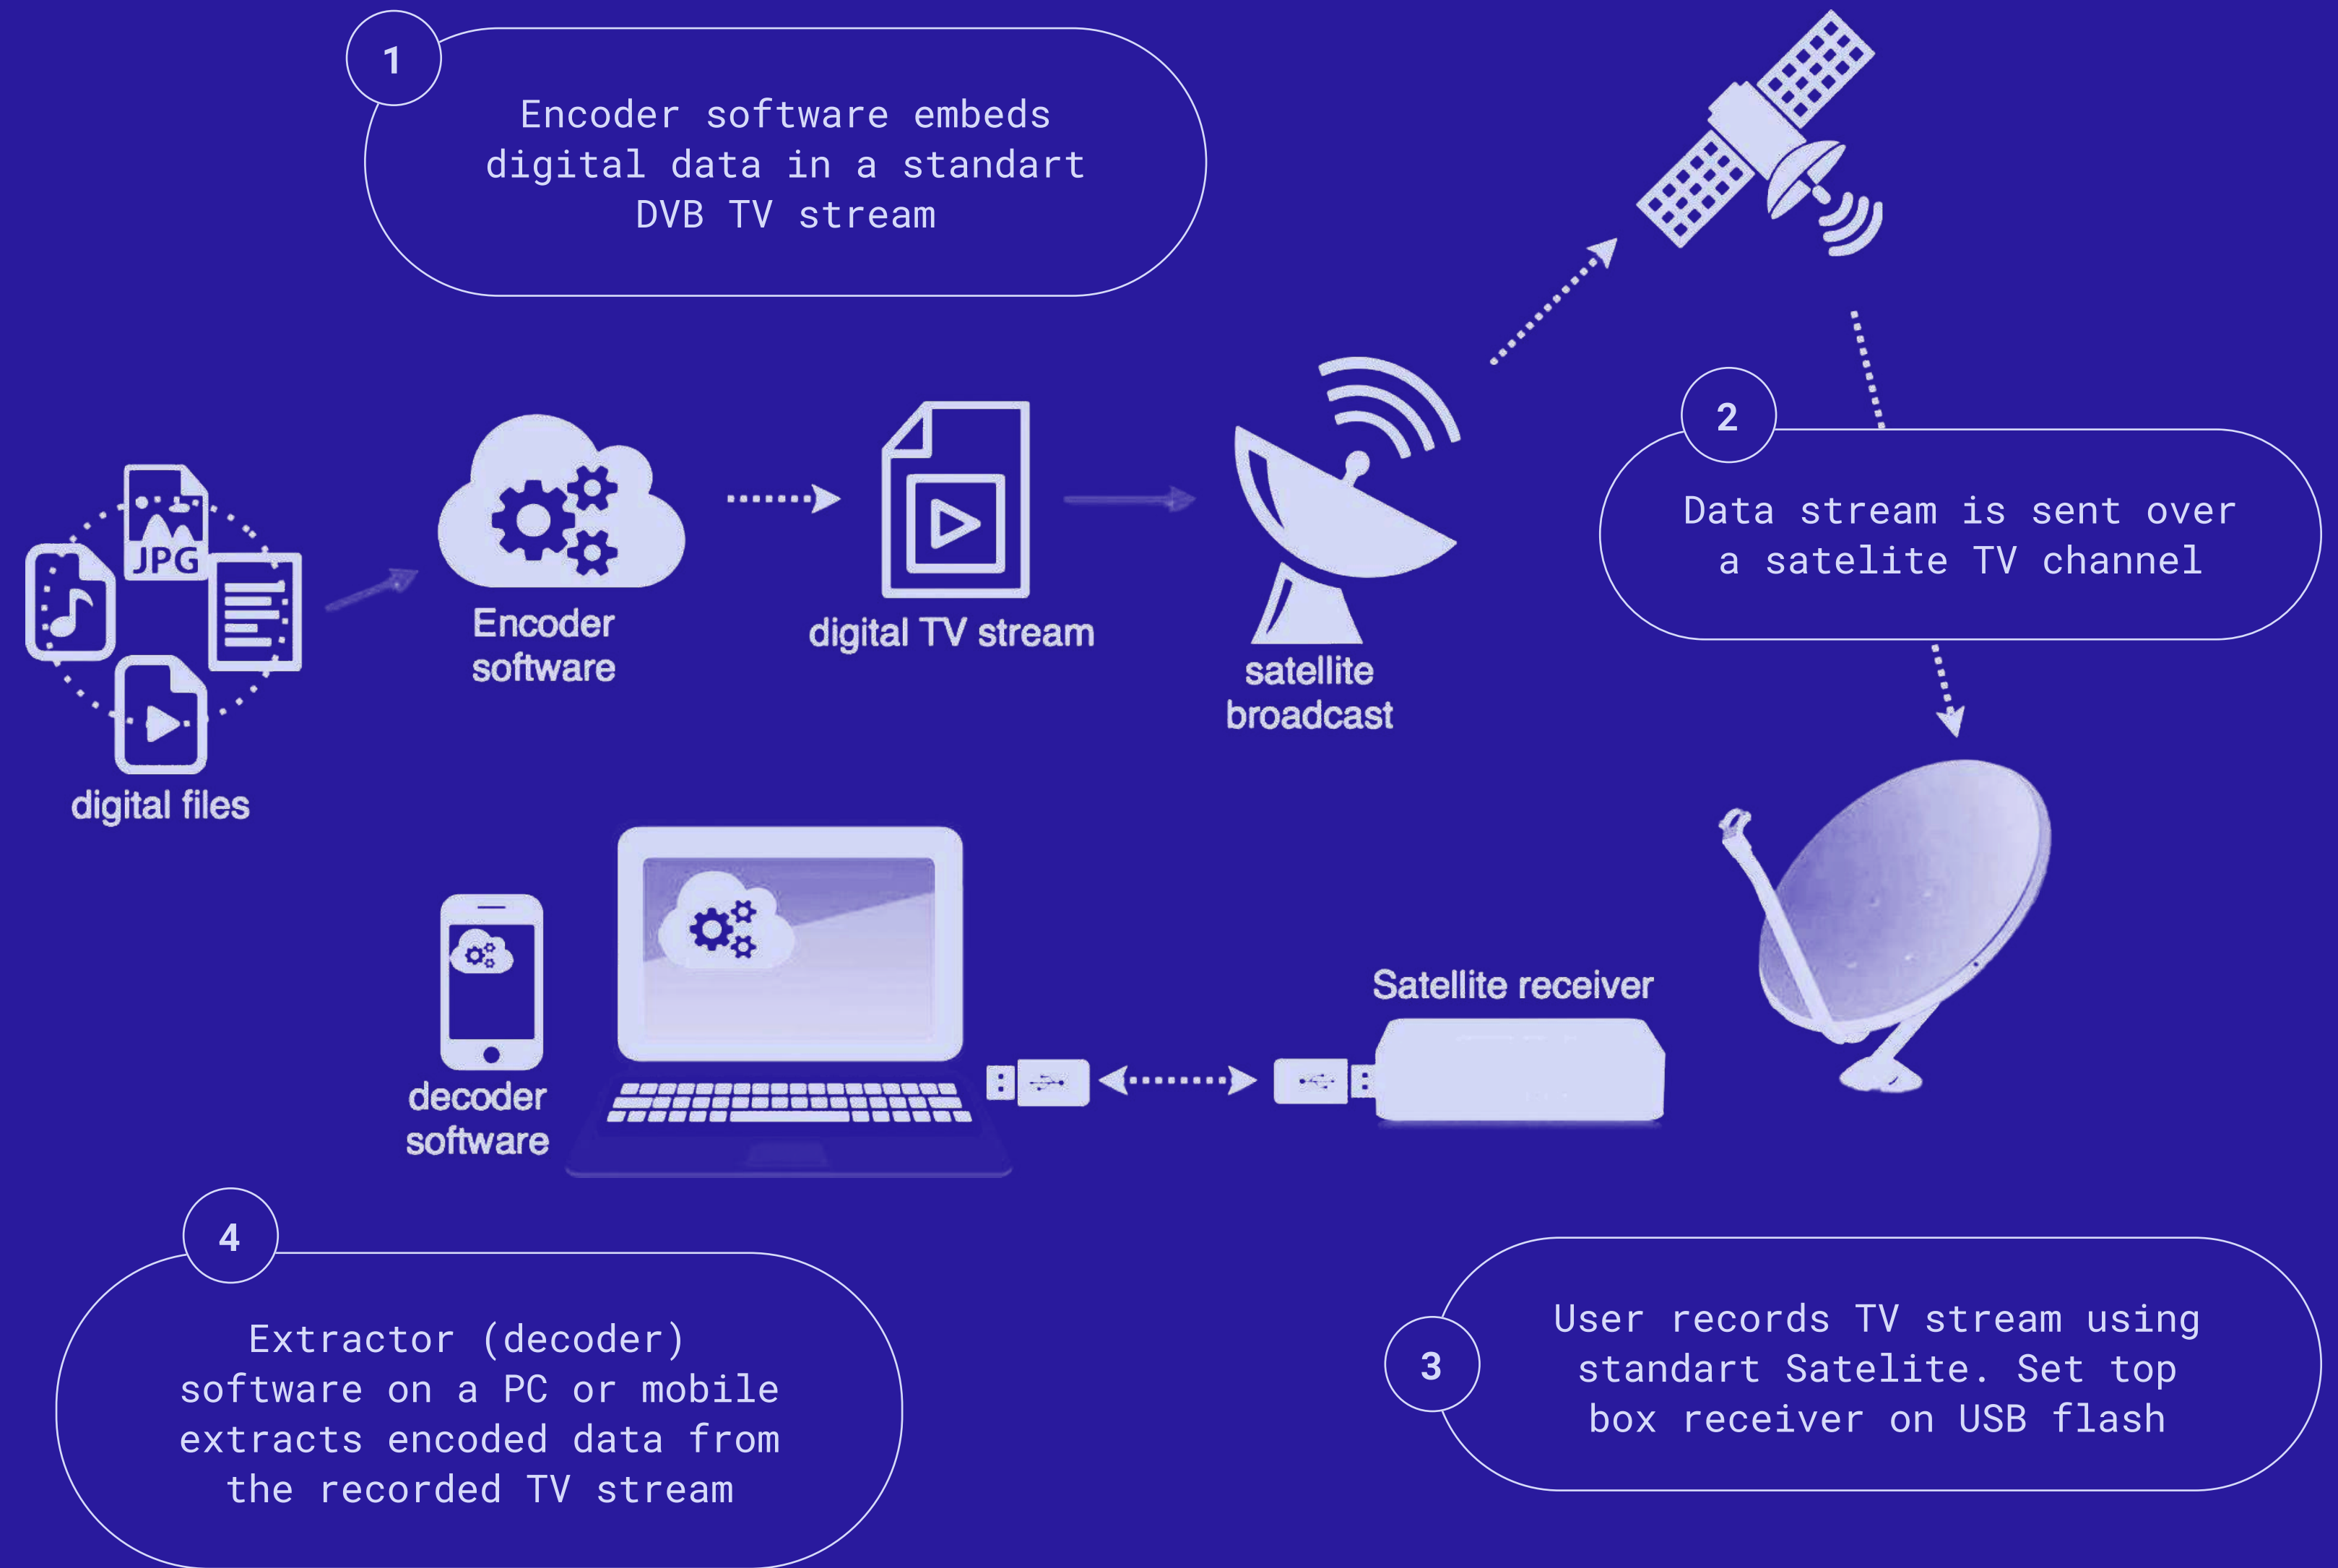 1
Encoder software embeds
digital data in a standart
DVB TV stream
2
Data stream is sent over
a satelite TV channel
JPG
digital files
Encoder
software
digital TV stream
satellite
broadcast
Satellite receiver
decoder
software
4
Extractor (decoder)
software on a PC or mobile
extracts encoded data from
the recorded TV stream
3
User records TV stream using
standart Satelite. Set top
box receiver on USB flash